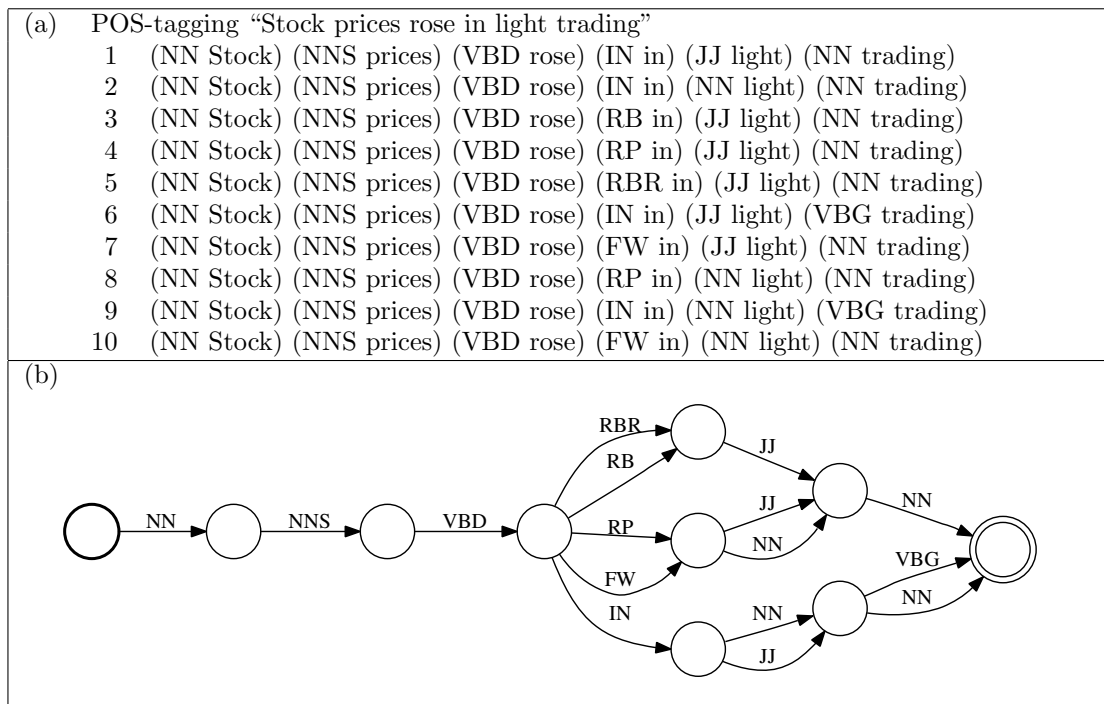 (a) POS-tagging “Stock prices rose in light trading”
1 (NN Stock) (NNS prices) (VBD rose) (IN in) (JJ light) (NN trading)
2 (NN Stock) (NNS prices) (VBD rose) (IN in) (NN light) (NN trading)
3 (NN Stock) (NNS prices) (VBD rose) (RB in) (JJ light) (NN trading)
4 (NN Stock) (NNS prices) (VBD rose) (RP in) (JJ light) (NN trading)
5 (NN Stock) (NNS prices) (VBD rose) (RBR in) (JJ light) (NN trading)
6 (NN Stock) (NNS prices) (VBD rose) (IN in) (JJ light) (VBG trading)
7 (NN Stock) (NNS prices) (VBD rose) (FW in) (JJ light) (NN trading)
8 (NN Stock) (NNS prices) (VBD rose) (RP in) (NN light) (NN trading)
9 (NN Stock) (NNS prices) (VBD rose) (IN in) (NN light) (VBG trading)
10 (NN Stock) (NNS prices) (VBD rose) (FW in) (NN light) (NN trading)
(b)
RBR
JJ
RB
NN
JJ
NN NNS VBD RP
NN
VBG
FW
NN
IN
NN
JJ